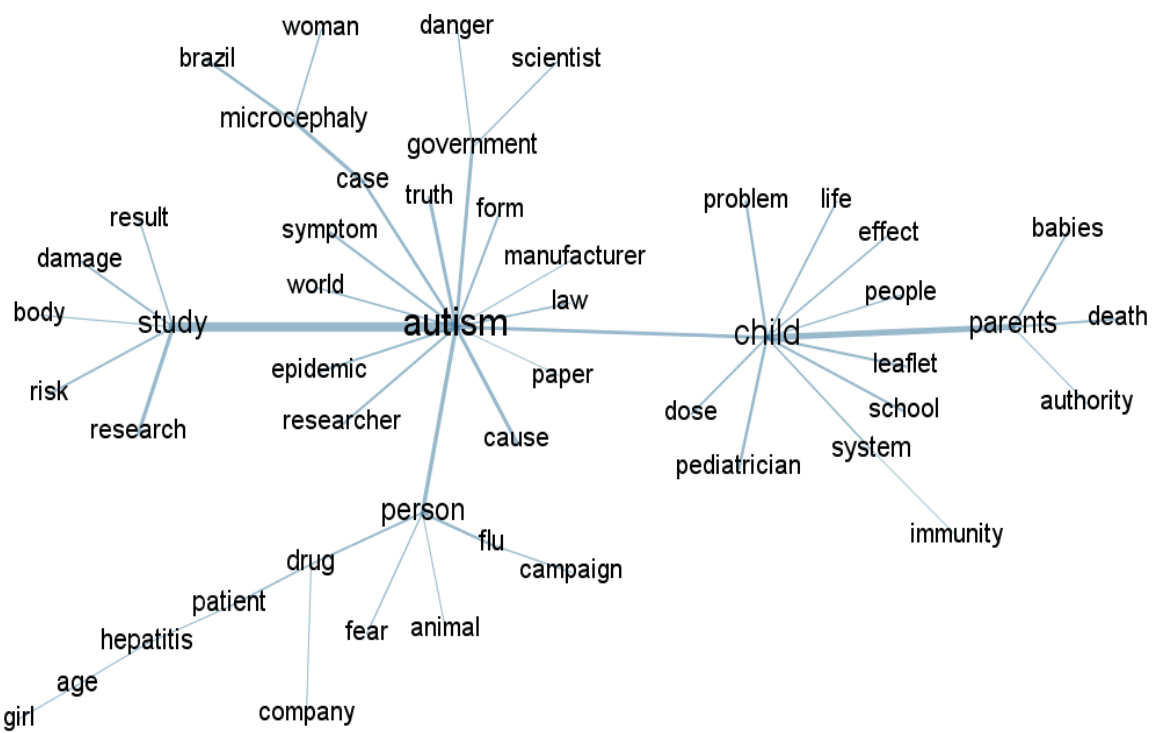 woman
danger
brazil
scientist
microcephaly
government
case
truth
form
problem
life
result
symptom
effect
babies
damage
manufacturer
world
law
people
body
study
autism
child
parents
death
epidemic
paper
leaflet
risk
researcher
dose
school
authority
research
cause
system
pediatrician
person
immunity
flu
drug
campaign
patient
fear
animal
hepatitis
age
girl
company